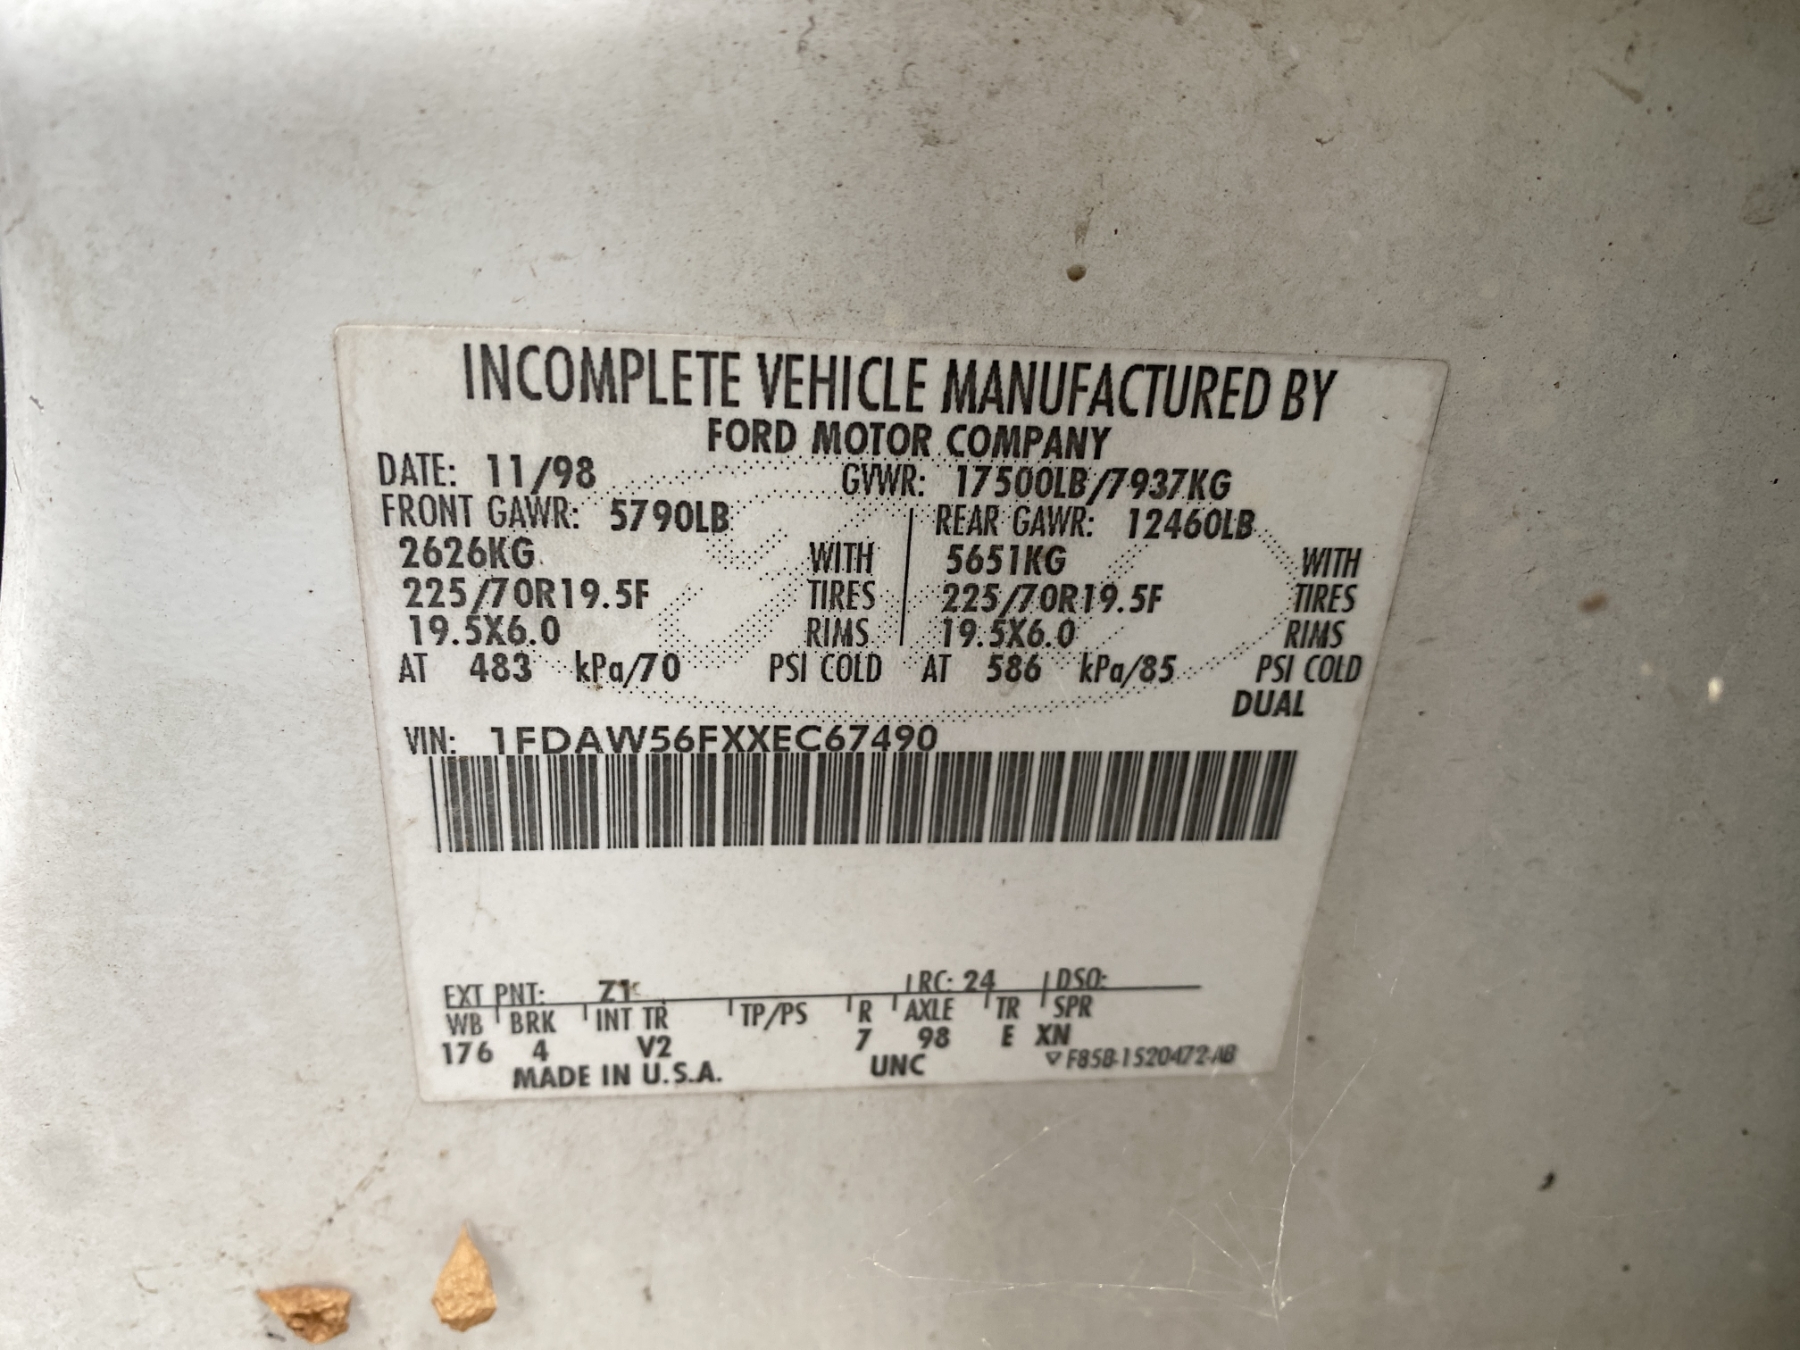 INCOMPLETE VEHICLE MANUFACTURED BY
FORD MOTOR COMPANY
DATE: 11/98 GVWR: 17500LB/7937KG
FRONT GAWR: 5790LB REAR GAWR: 12460LB
2626KG WITH 5651KG WITH
225/70R19.5F TIRES 225/70R19.5F TIRES
19.5X6.0 RIMS 19.5X6.0 RIMS
AT 483 kPa/70 PSI COLD AT 586 kPa/85 PSI COLD
DUAL
VIN: 1FDAW56FXXEC67490
EXT PNT: Z1 RC: 24 DSO:
WB BRK INT TR TP/PS R AXLE TR SPR
176 4 V2 7 98 E XN
MADE IN U.S.A. UNC F85B-1520472-AB